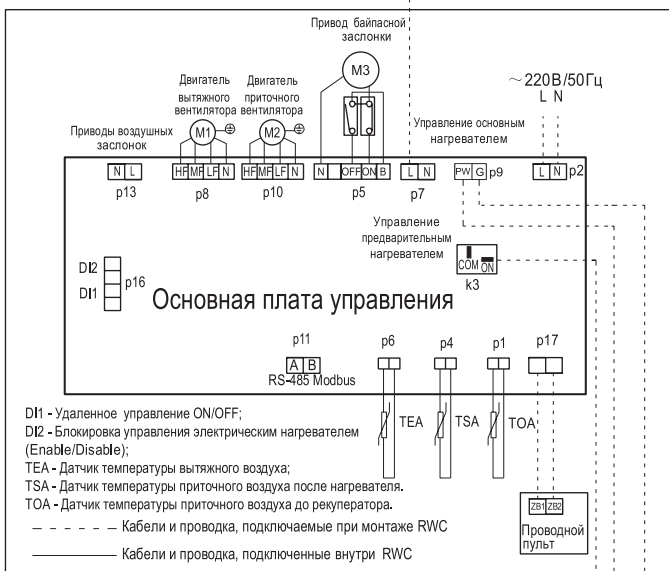 Привод байпасной
заслонки
M3
~220В/50Гц
L N
Двигатель
вытяжного
вентилятора
Двигатель
приточного
вентилятора
Управление основным
нагревателем
Приводы воздушных
заслонок
M1
M2
N L
HF MF LF N
HF MF LF N
N OFF ON B
L N
PW G p9
L N p2
p13
p8
p10
p5
p7
Управление
предварительным
нагревателем
COM ON
k3
DI2
DI1
p16
Основная плата управления
p11
A B
RS-485 Modbus
p6
p4
p1
p17
TEA
TSA
TOA
DI1 - Удаленное управление ON/OFF;
DI2 - Блокировка управления электрическим нагревателем
(Enable/Disable);
TEA - Датчик температуры вытяжного воздуха;
TSA - Датчик температуры приточного воздуха после нагревателя.
TOA - Датчик температуры приточного воздуха до рекуператора.
Кабели и проводка, подключаемые при монтаже RWC
Кабели и проводка, подключенные внутри RWC
ZB1 ZB2
Проводной
пульт